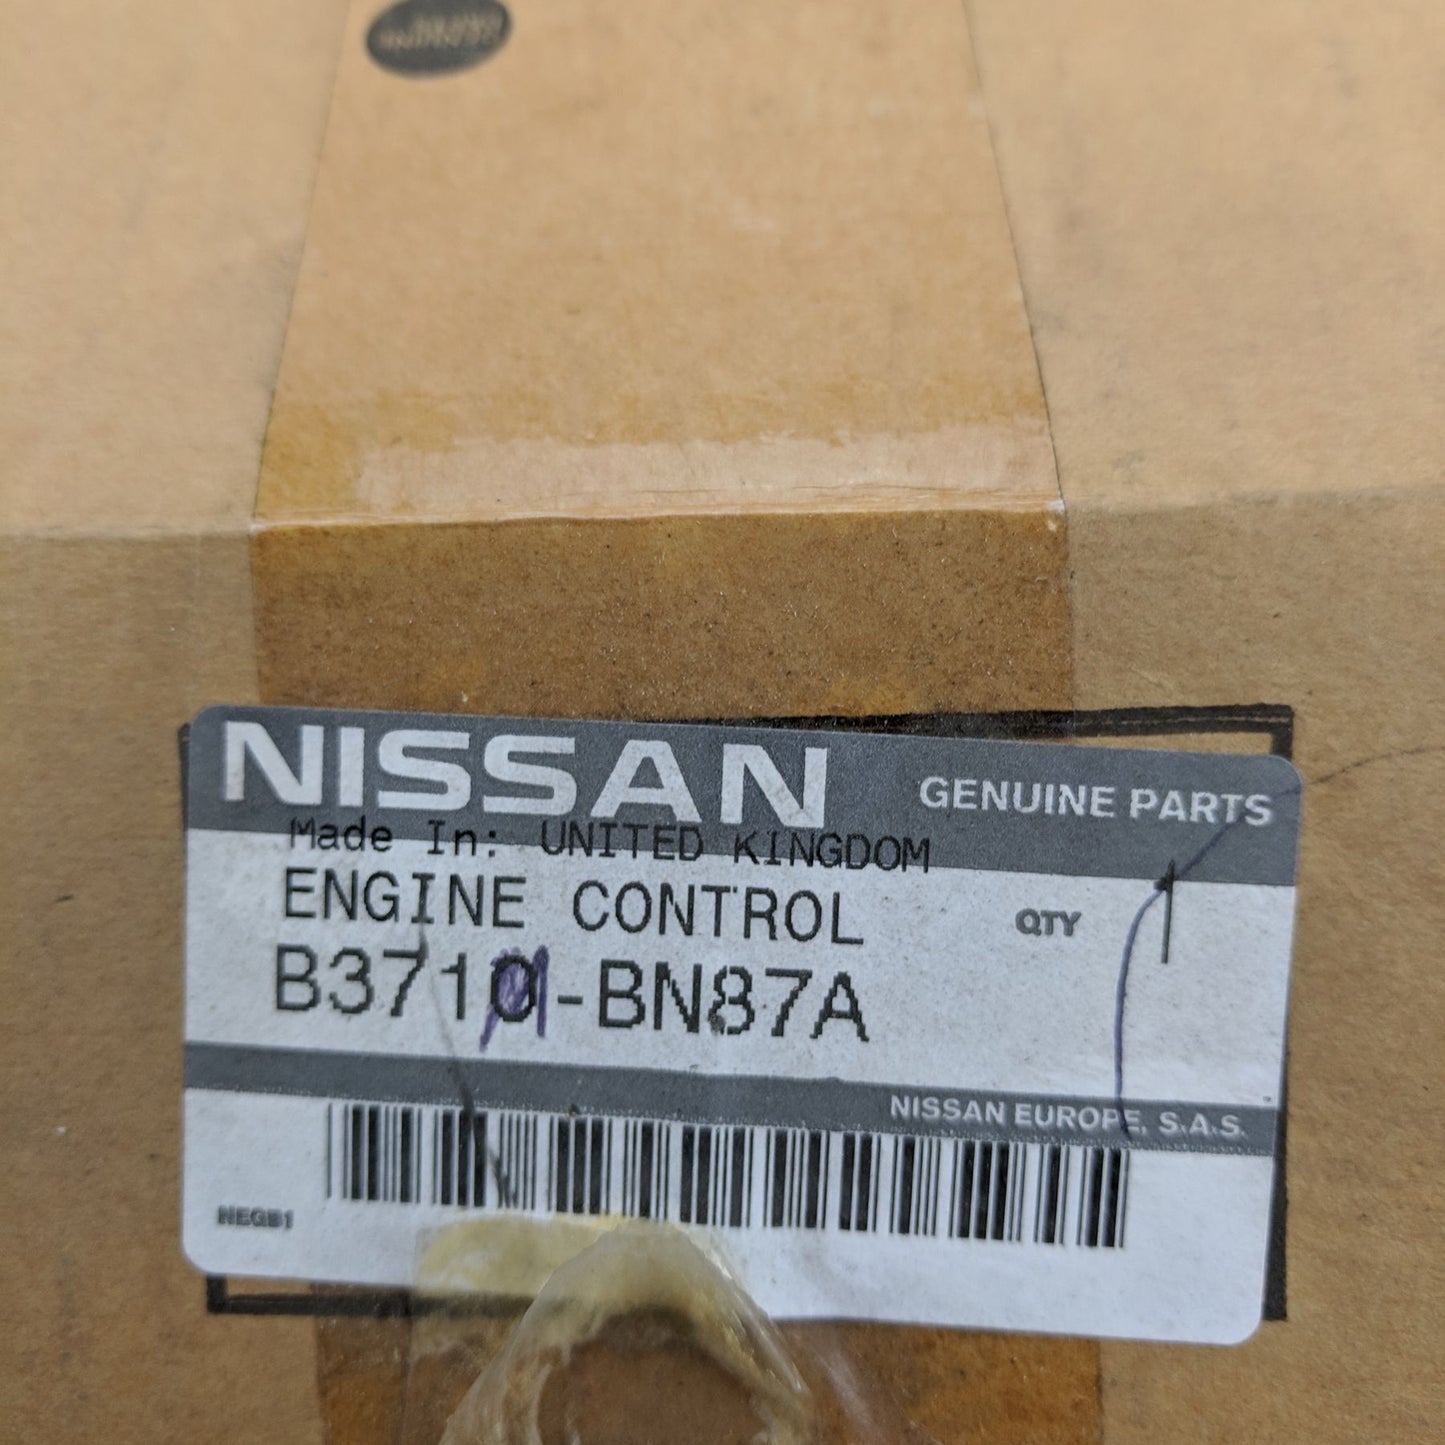 NISSAN
GENUINE PARTS
Made In: UNITED KINGDOM
ENGINE CONTROL
QTY 1
B3710-BN87A
NISSAN EUROPE, S.A.S.
NEGB1